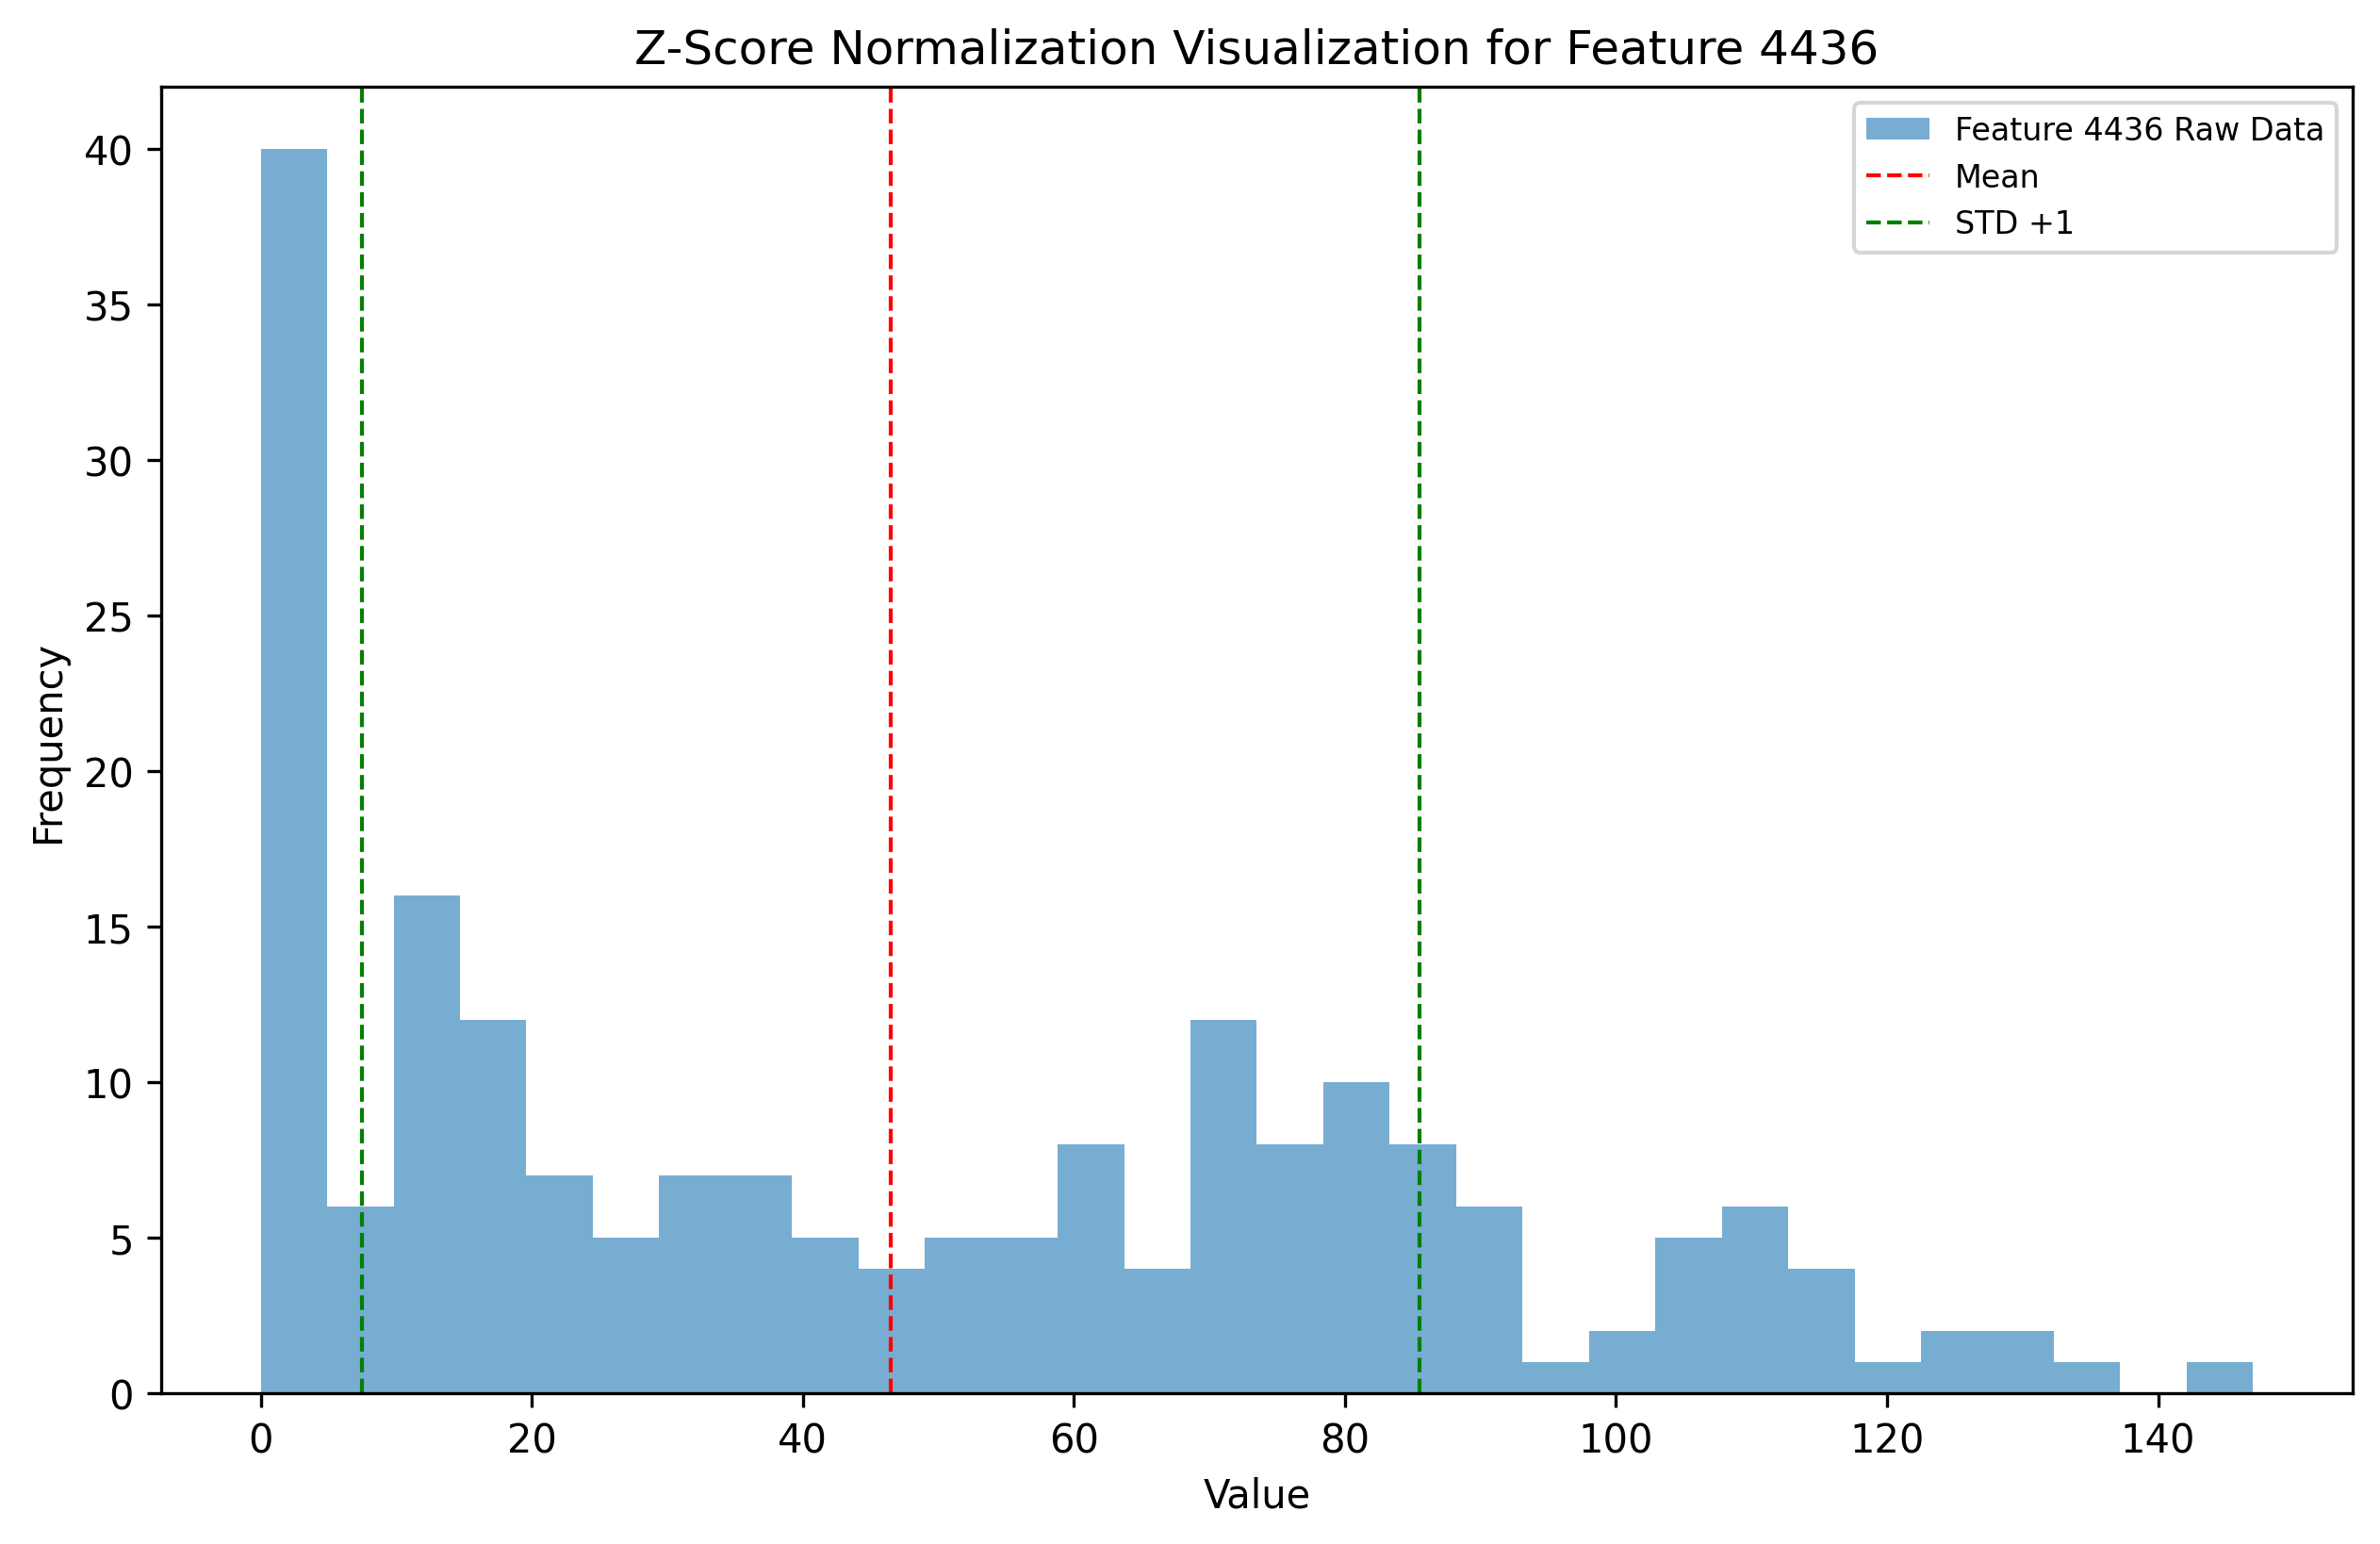 Z-Score Normalization Visualization for Feature 4436
Feature 4436 Raw Data
Mean
STD +1
40
35
30
25
20
15
10
5
0
Frequency
0 20 40 60 80 100 120 140
Value